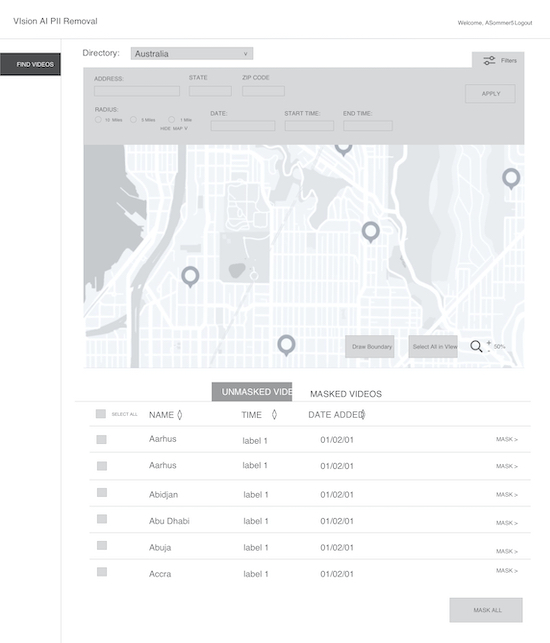 VIsion AI PII Removal
Welcome, ASommer5 Logout
FIND VIDEOS
Directory: Australia v
Filters
ADDRESS: STATE ZIP CODE
APPLY
RADIUS:
10 Miles 5 Miles 1 Mile
DATE: START TIME: END TIME:
HIDE MAP V
Draw Boundary Select All in View + - 50%
UNMASKED VIDE MASKED VIDEOS
SELECT ALL NAME TIME DATE ADDED
Aarhus label 1 01/02/01 MASK >
Aarhus label 1 01/02/01 MASK >
Abidjan label 1 01/02/01 MASK >
Abu Dhabi label 1 01/02/01 MASK >
Abuja label 1 01/02/01 MASK >
Accra label 1 01/02/01 MASK >
MASK ALL